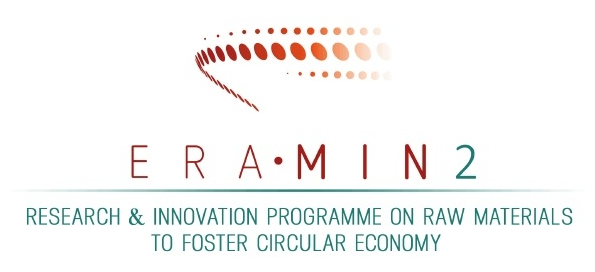 ERA·MIN2
RESEARCH & INNOVATION PROGRAMME ON RAW MATERIALS
TO FOSTER CIRCULAR ECONOMY